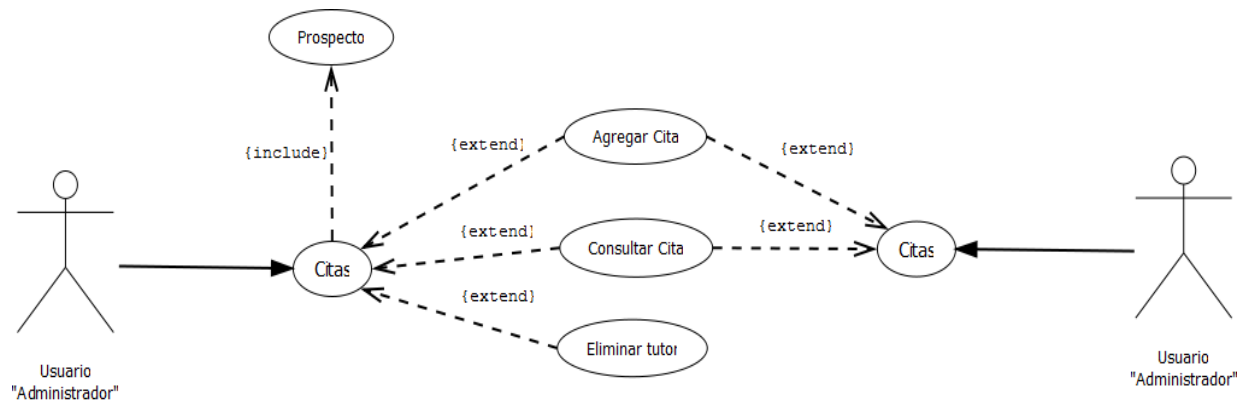 Prospecto
{include}
{extend}
Agregar Cita
{extend}
{extend}
Consultar Cita
{extend}
Citas
Citas
{extend}
Eliminar tutor
Usuario
"Administrador"
Usuario
"Administrador"